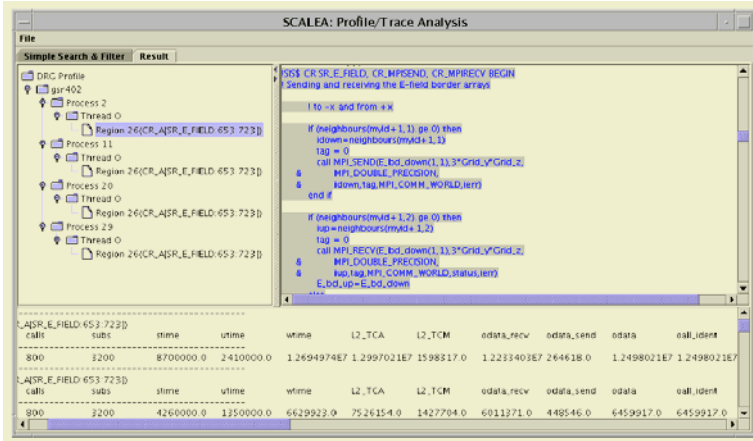 SCALEA: Profile/Trace Analysis
File
Simple Search & Filter Result
DRG Profile
gsr402
Process 2
Thread 0
Region 26(CR_A[SR_E_FIELD:653:723])
Process 11
Thread 0
Region 26(CR_A[SR_E_FIELD:653:723])
Process 20
Thread 0
Region 26(CR_A[SR_E_FIELD:653:723])
Process 29
Thread 0
Region 26(CR_A[SR_E_FIELD:653:723])
ISIS$ CR SR_E_FIELD, CR_MPISEND, CR_MPIRECV BEGIN
! Sending and receiving the E-field border arrays
! to -x and from +x
if (neighbours(myid+1,1).ge.0) then
idown=neighbours(myid+1,1)
tag = 0
call MPI_SEND(E_bd_down(1,1),3*Grid_y*Grid_z,
& MPI_DOUBLE_PRECISION,
& idown,tag,MPI_COMM_WORLD,ierr)
end if
if (neighbours(myid+1,2).ge.0) then
iup=neighbours(myid+1,2)
tag = 0
call MPI_RECV(E_bd_down(1,1),3*Grid_y*Grid_z,
& MPI_DOUBLE_PRECISION,
& iup,tag,MPI_COMM_WORLD,status,ierr)
E_bd_up=E_bd_down
else
_A[SR_E_FIELD:653:723])
calls subs stime utime wtime L2_TCA L2_TCM odata_recv odata_send odata oall_ident
800 3200 8700000.0 2410000.0 1.2694974E7 1.2997021E7 1598317.0 1.2233403E7 264618.0 1.2498021E7 1.2498021E7
_A[SR_E_FIELD:653:723])
calls subs stime utime wtime L2_TCA L2_TCM odata_recv odata_send odata oall_ident
800 3200 4260000.0 1350000.0 6629923.0 7526154.0 1427704.0 6011371.0 448546.0 6459917.0 6459917.0